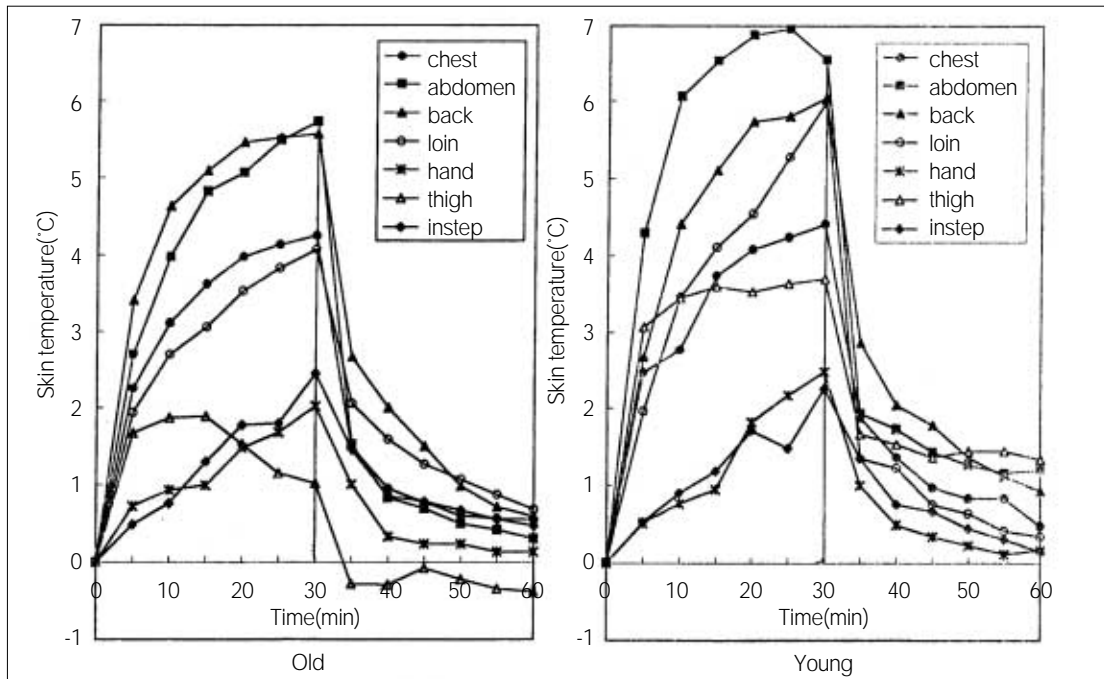 7
6
5
4
3
2
1
0
-1
Skin temperature(˚C)
chest
abdomen
back
loin
hand
thigh
instep
10 20 30 40 50 60
Time(min)
Old
7
6
5
4
3
2
1
0
-1
Skin temperature(˚C)
chest
abdomen
back
loin
hand
thigh
instep
10 20 30 40 50 60
Time(min)
Young